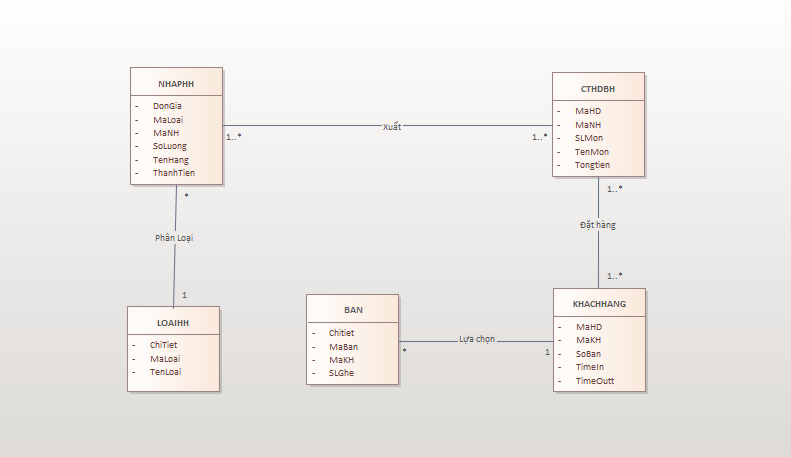 NHAPHH
- DonGia
- MaLoai
- MaNH
- SoLuong
- TenHang
- ThanhTien
1..*
Xuất
1..*
CTHDBH
- MaHD
- MaNH
- SLMon
- TenMon
- Tongtien
*
Phân Loại
1
1..*
Đặt hàng
1..*
LOAIHH
- ChiTiet
- MaLoai
- TenLoai
BAN
- Chitiet
- MaBan
- MaKH
- SLGhe
*
Lựa chọn
1
KHACHHANG
- MaHD
- MaKH
- SoBan
- TimeIn
- TimeOutt